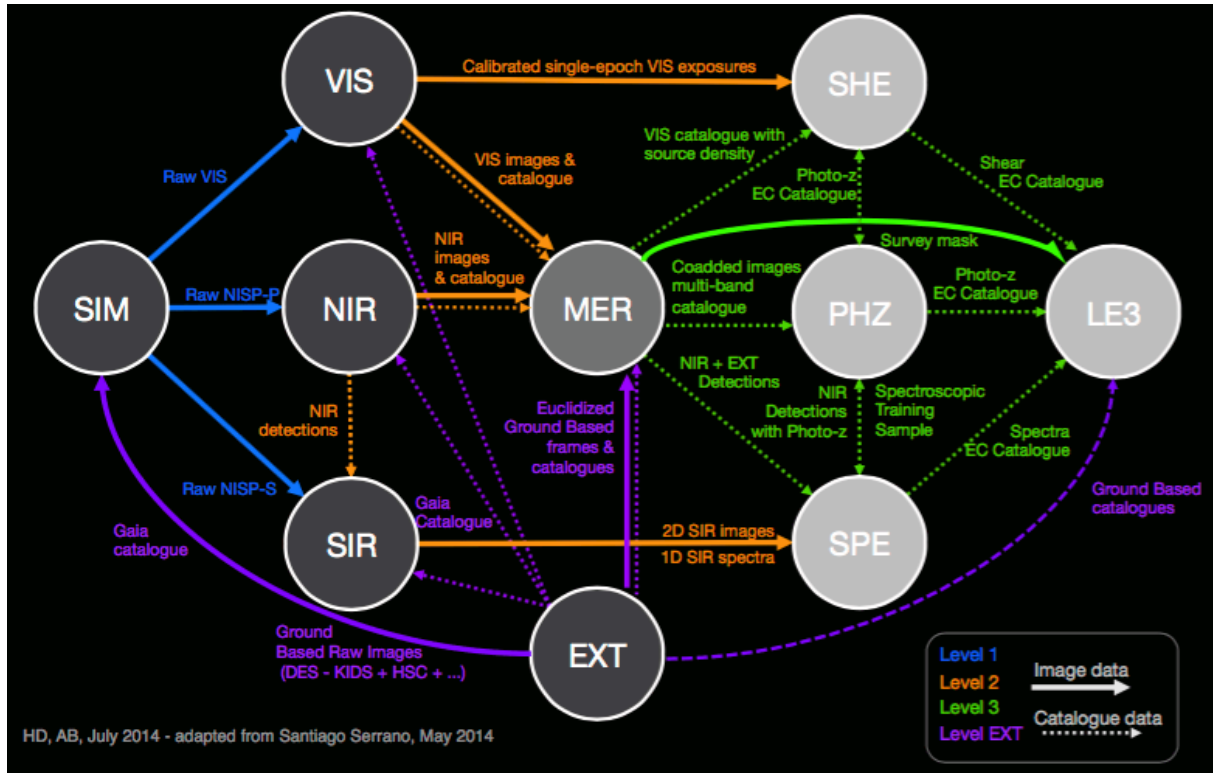 VIS
Calibrated single-epoch VIS exposures
SHE
Raw VIS
VIS images &
catalogue
VIS catalogue with
source density
Photo-z
EC Catalogue
Shear
EC Catalogue
SIM
Raw NISP-P
NIR
NIR
images
& catalogue
MER
Survey mask
Coadded images
multi-band
catalogue
PHZ
Photo-z
EC Catalogue
LE3
NIR
detections
NIR + EXT
Detections
NIR
Detections
with Photo-z
Spectroscopic
Training
Sample
Spectra
EC Catalogue
Euclidized
Ground Based
frames &
catalogues
Raw NISP-S
Gaia
catalogue
SIR
Gaia
Catalogue
2D SIR images
1D SIR spectra
SPE
Ground Based
catalogues
Ground
Based Raw Images
(DES - KIDS + HSC + ...)
EXT
Level 1
Level 2
Level 3
Level EXT
Image data
Catalogue data
HD, AB, July 2014 - adapted from Santiago Serrano, May 2014